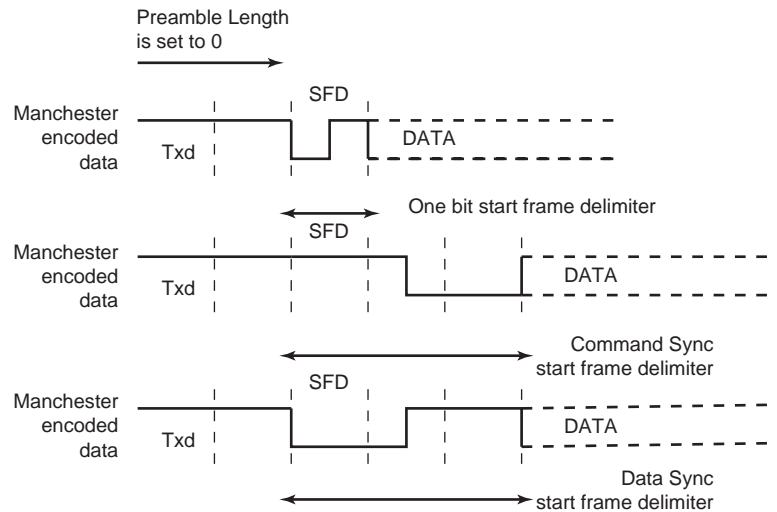 Preamble Length
is set to 0
SFD
Manchester
encoded
data
Txd
DATA
One bit start frame delimiter
SFD
Manchester
encoded
data
Txd
DATA
Command Sync
start frame delimiter
SFD
Manchester
encoded
data
Txd
DATA
Data Sync
start frame delimiter